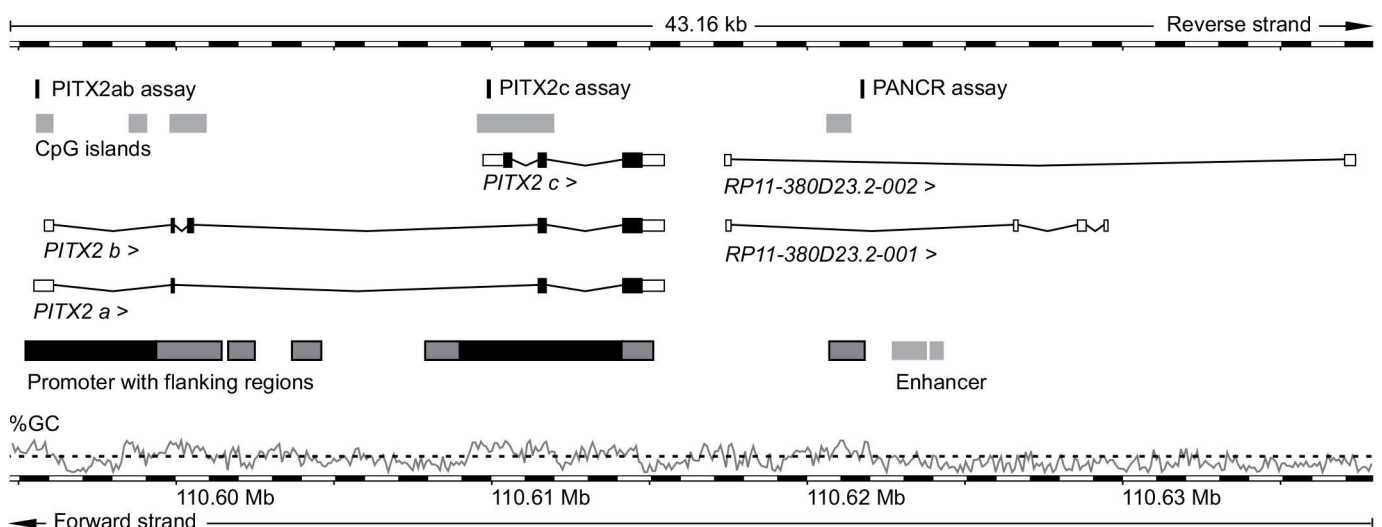 43.16 kb
Reverse strand
PITX2ab assay
PITX2c assay
PANCR assay
CpG islands
PITX2 c >
RP11-380D23.2-002 >
PITX2 b >
RP11-380D23.2-001 >
PITX2 a >
Promoter with flanking regions
Enhancer
%GC
110.60 Mb
110.61 Mb
110.62 Mb
110.63 Mb
Forward strand